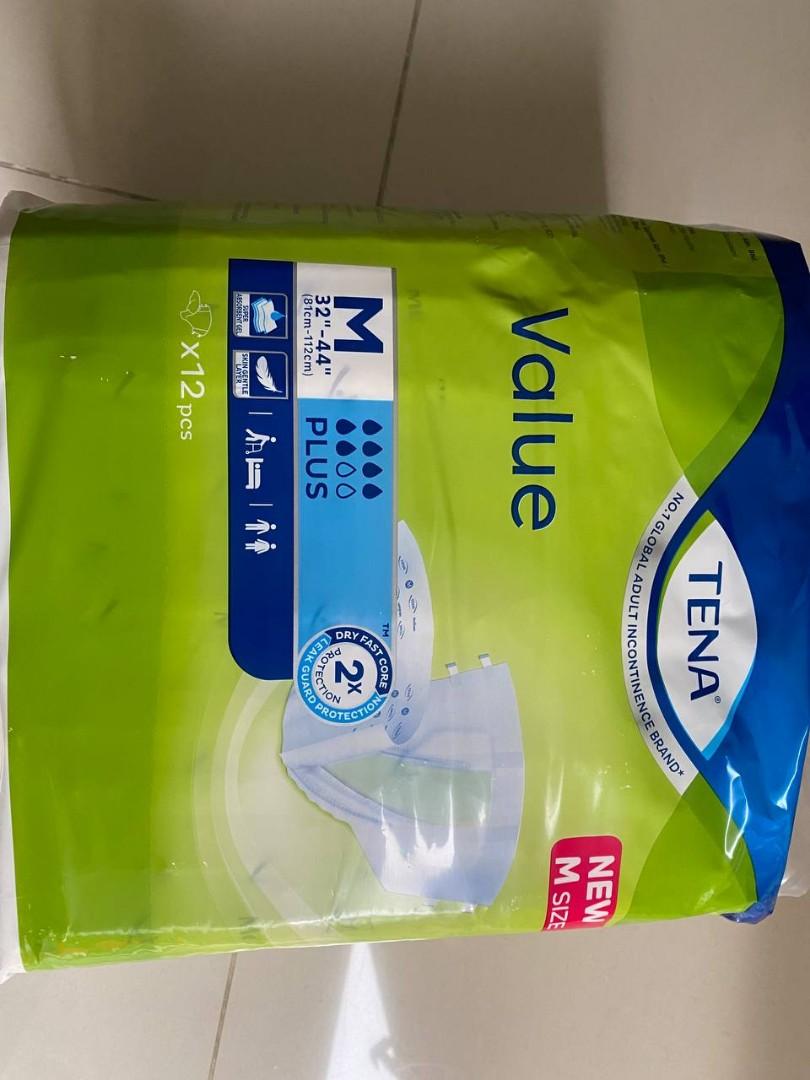 TENA®
NO.1 GLOBAL ADULT INCONTINENCE BRAND*
NEW
M SIZE
Value
M
32"-44"
(81cm-112cm)
PLUS
DRY FAST CORE™
2X
PROTECTION
LEAK GUARD PROTECTION
SUPER
ABSORBENT GEL
SKIN GENTLE
LAYER
x12 pcs